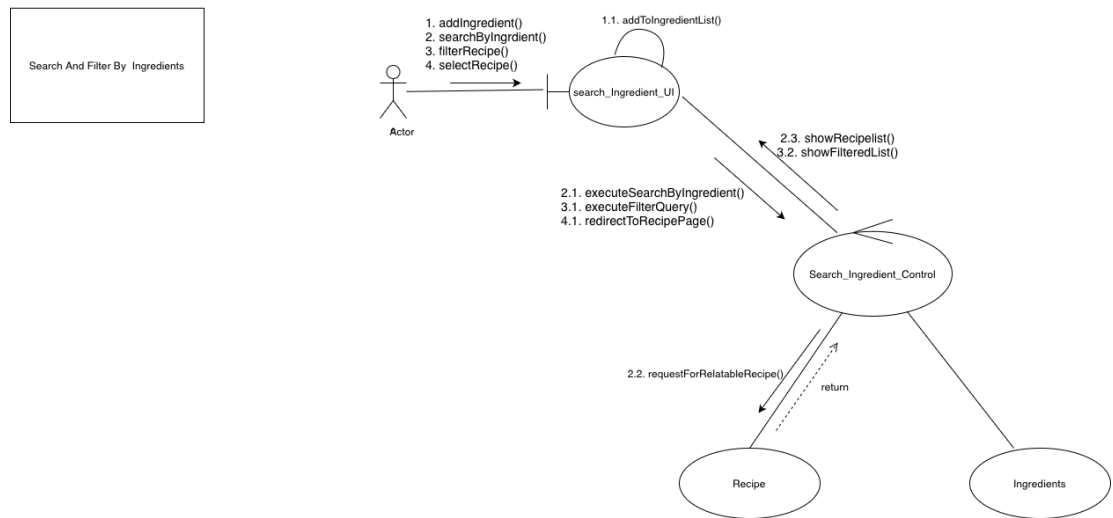 Search And Filter By Ingredients
1. addIngredient()
2. searchByIngrdient()
3. filterRecipe()
4. selectRecipe()
1.1. addToIngredientList()
Actor
search_Ingredient_UI
2.3. showRecipelist()
3.2. showFilteredList()
2.1. executeSearchByIngredient()
3.1. executeFilterQuery()
4.1. redirectToRecipePage()
Search_Ingredient_Control
2.2. requestForRelatableRecipe()
return
Recipe
Ingredients